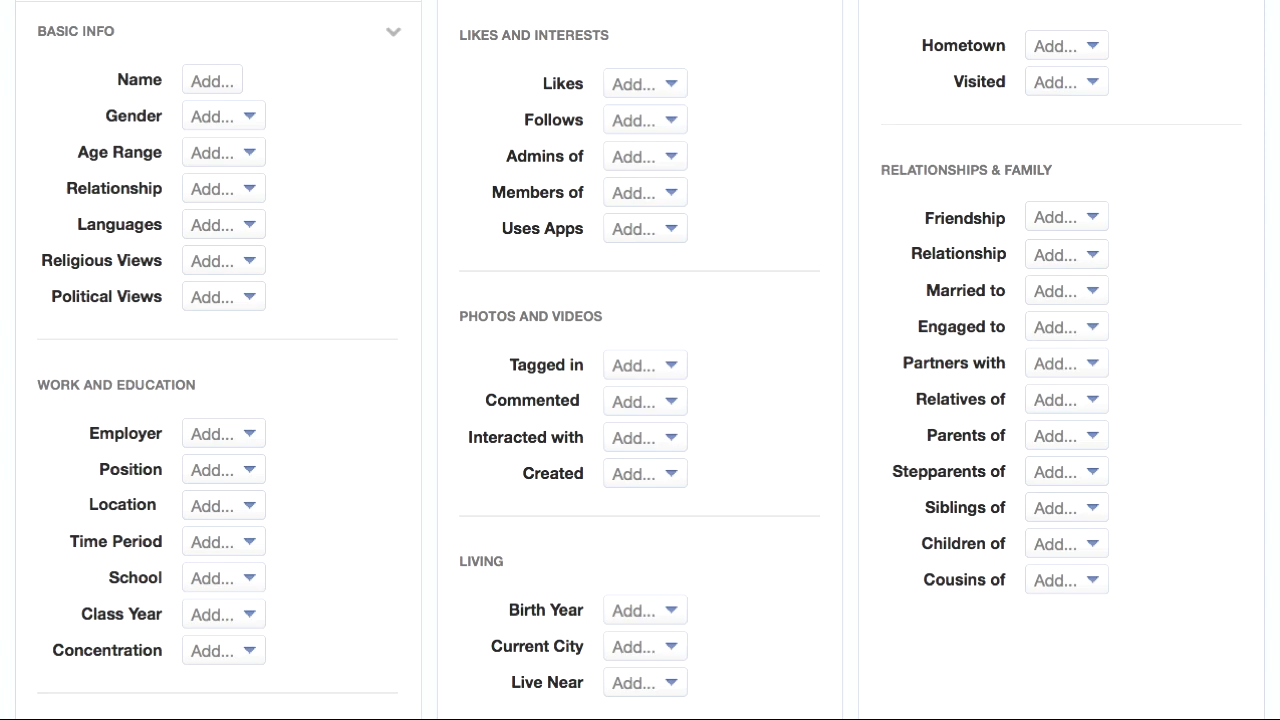 BASIC INFO
Name Add...
Gender Add...
Age Range Add...
Relationship Add...
Languages Add...
Religious Views Add...
Political Views Add...
WORK AND EDUCATION
Employer Add...
Position Add...
Location Add...
Time Period Add...
School Add...
Class Year Add...
Concentration Add...
LIKES AND INTERESTS
Likes Add...
Follows Add...
Admins of Add...
Members of Add...
Uses Apps Add...
PHOTOS AND VIDEOS
Tagged in Add...
Commented Add...
Interacted with Add...
Created Add...
LIVING
Birth Year Add...
Current City Add...
Live Near Add...
Hometown Add...
Visited Add...
RELATIONSHIPS & FAMILY
Friendship Add...
Relationship Add...
Married to Add...
Engaged to Add...
Partners with Add...
Relatives of Add...
Parents of Add...
Stepparents of Add...
Siblings of Add...
Children of Add...
Cousins of Add...